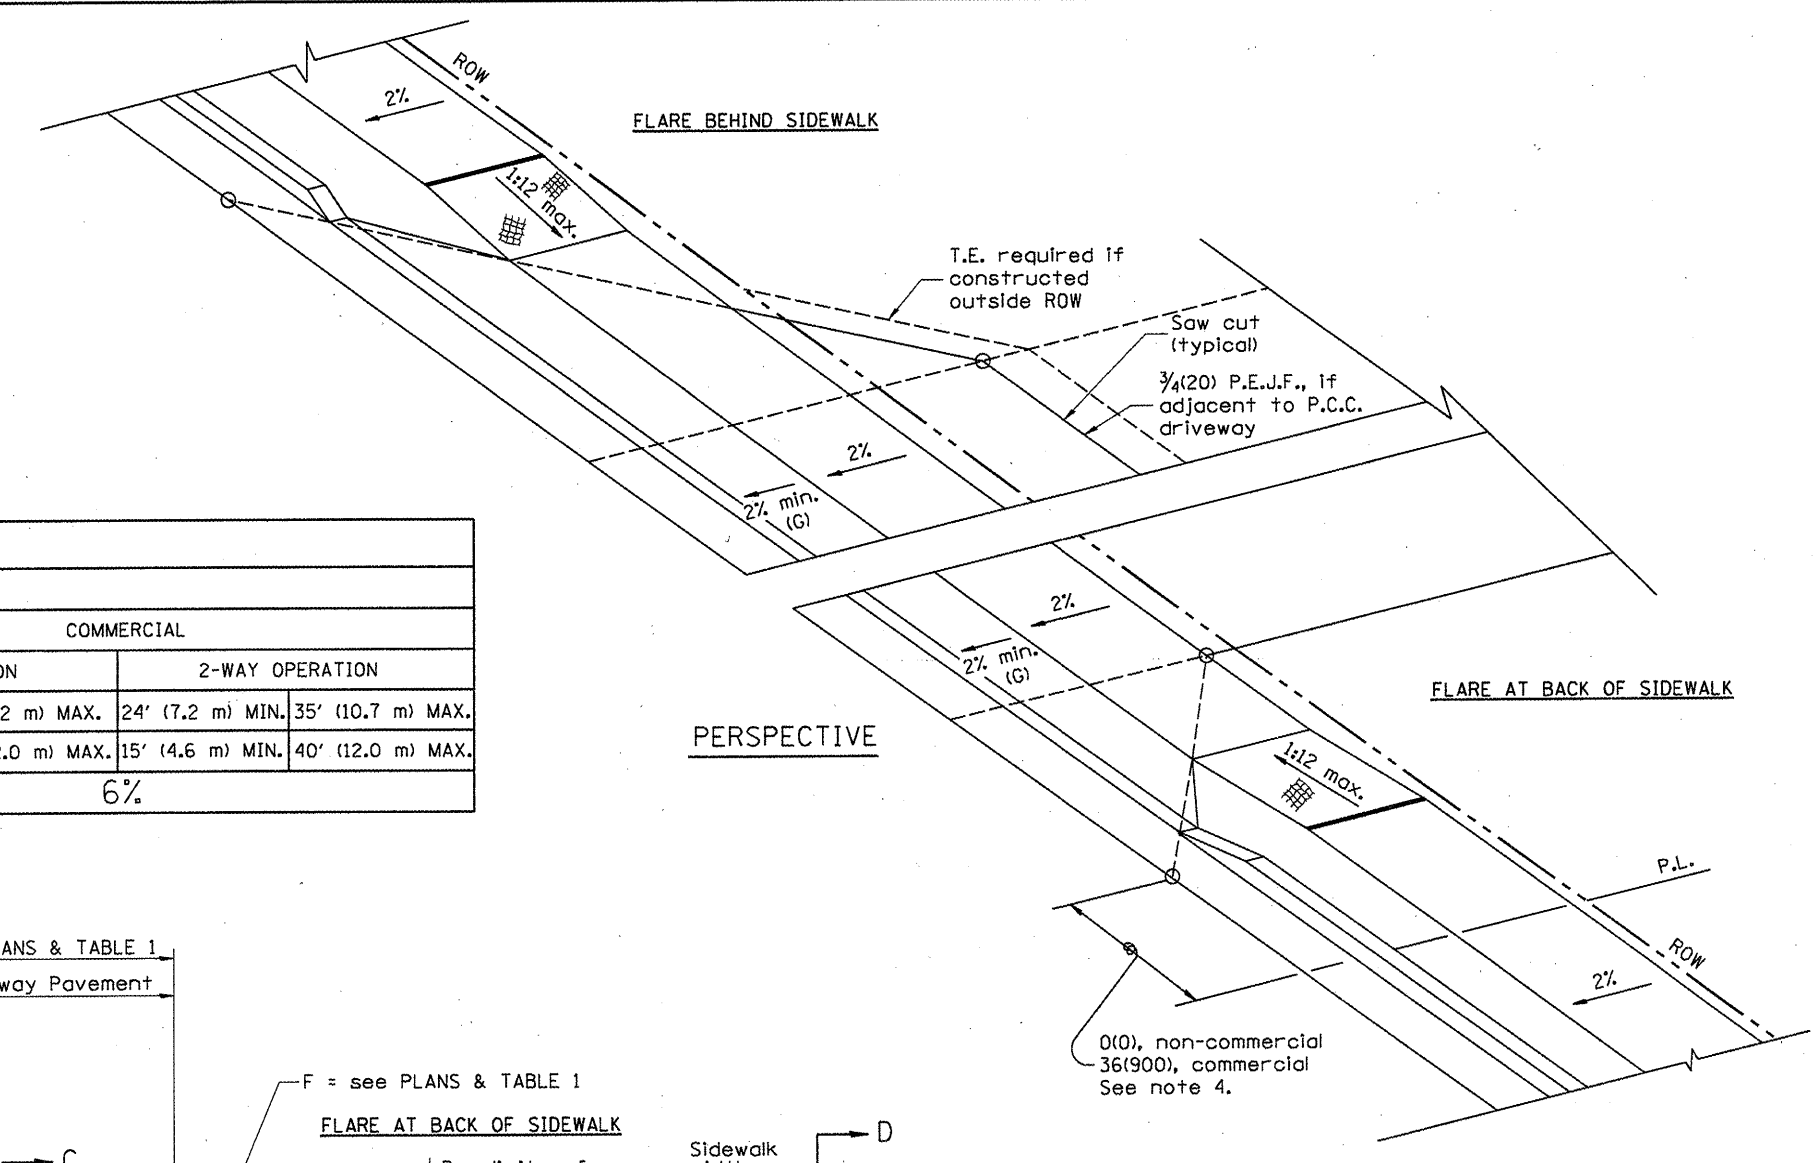 ROW
2%
FLARE BEHIND SIDEWALK
1:12 max.
T.E. required if
constructed
outside ROW
Saw cut
(typical)
¾(20) P.E.J.F., if
adjacent to P.C.C.
driveway
2%
2% min.
(G)
COMMERCIAL
ON
2-WAY OPERATION
2 m) MAX.
24' (7.2 m) MIN.
35' (10.7 m) MAX.
.0 m) MAX.
15' (4.6 m) MIN.
40' (12.0 m) MAX.
6%
2%
2% min.
(G)
PERSPECTIVE
FLARE AT BACK OF SIDEWALK
1:12 max.
P.L.
ROW
2%
0(0), non-commercial
36(900), commercial
See note 4.
ANS & TABLE 1
way Pavement
F = see PLANS & TABLE 1
FLARE AT BACK OF SIDEWALK
Sidewalk
D
C